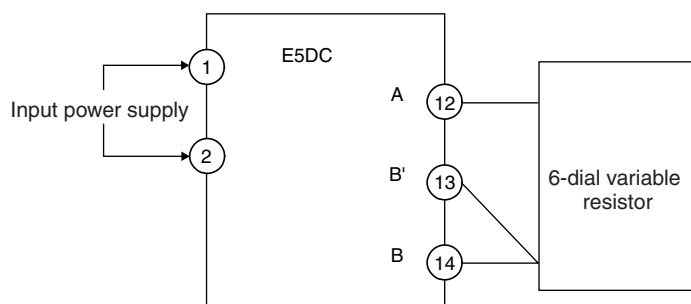 E5DC
1
Input power supply
2
A
12
B'
13
B
14
6-dial variable
resistor